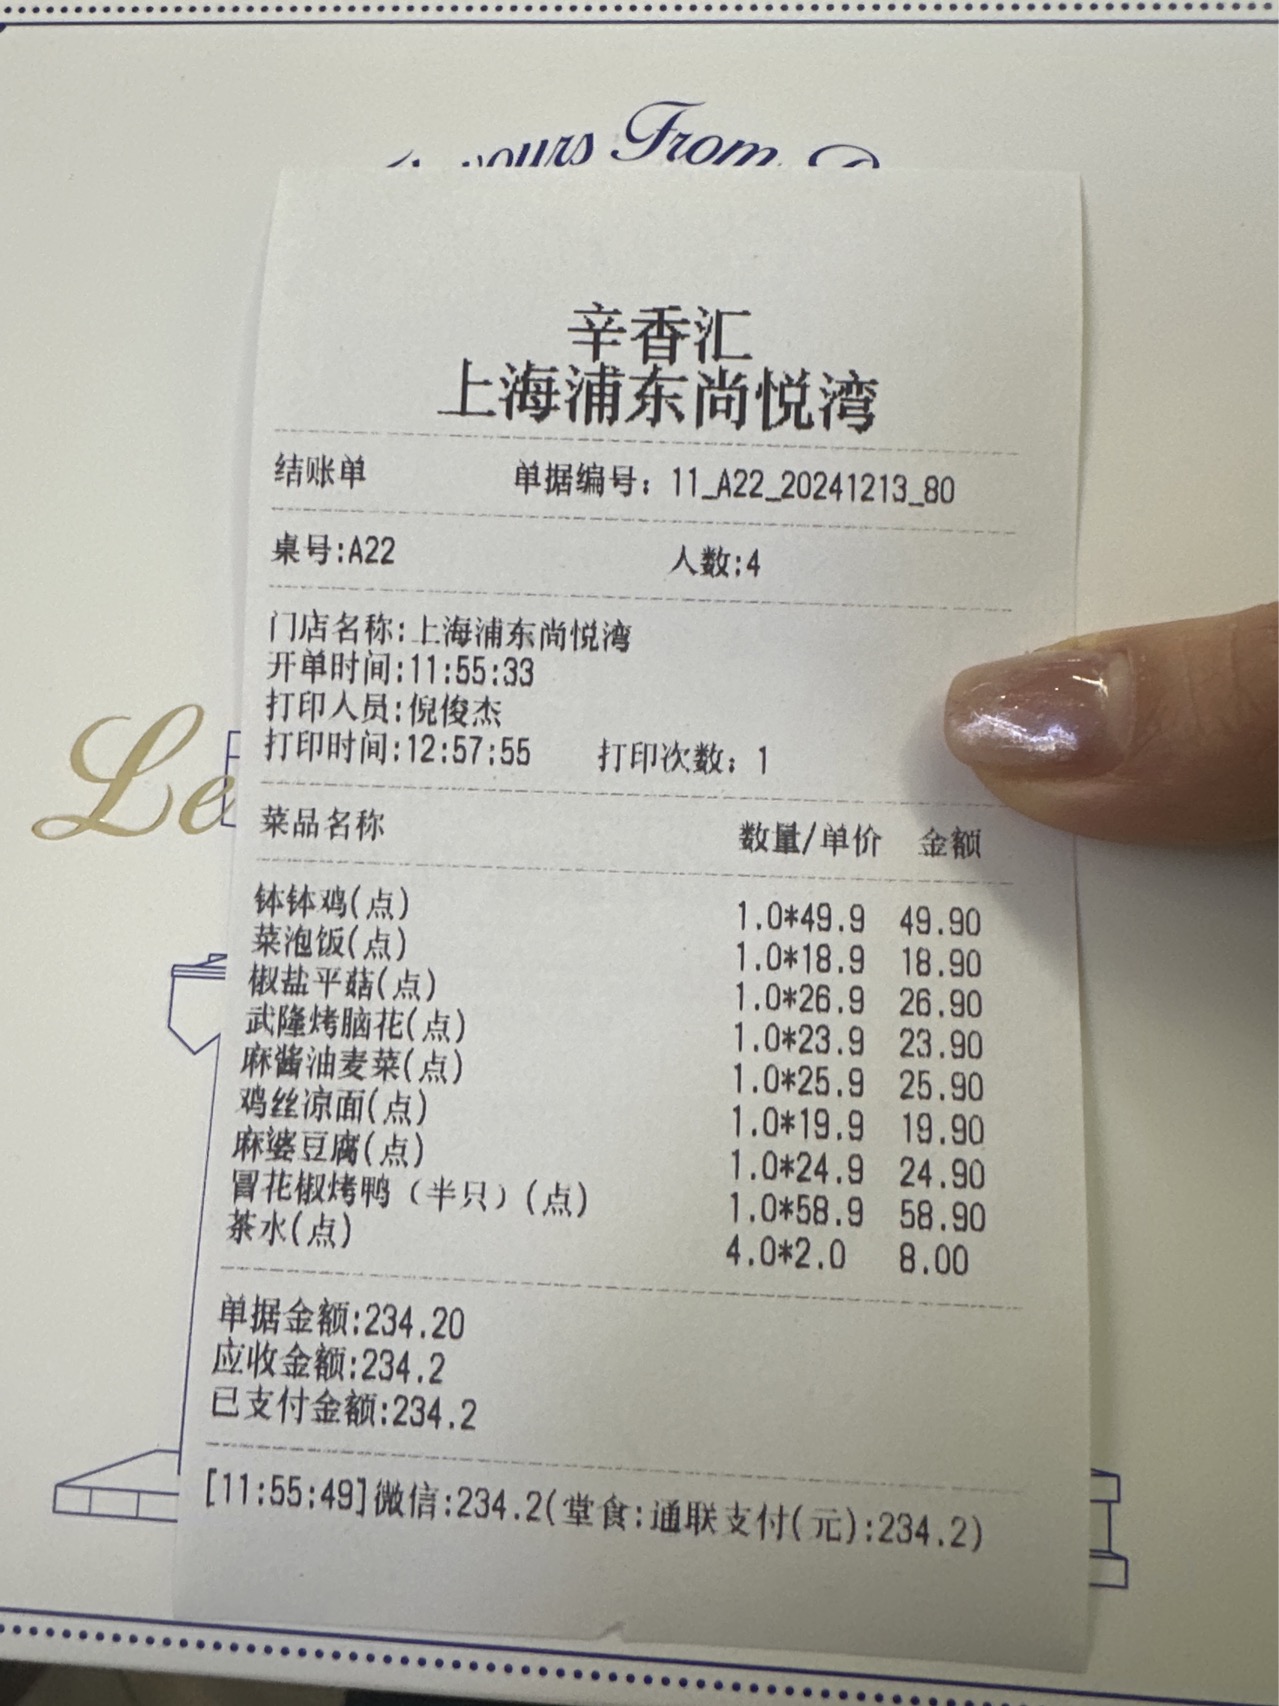 ours From
辛香汇
上海浦东尚悦湾
结账单 单据编号：11_A22_20241213_80
桌号:A22 人数:4
门店名称:上海浦东尚悦湾
开单时间:11:55:33
打印人员:倪俊杰
打印时间:12:57:55 打印次数：1
Le
菜品名称 数量/单价 金额
钵钵鸡(点) 1.0*49.9 49.90
菜泡饭(点) 1.0*18.9 18.90
椒盐平菇(点) 1.0*26.9 26.90
武隆烤脑花(点) 1.0*23.9 23.90
麻酱油麦菜(点) 1.0*25.9 25.90
鸡丝凉面(点) 1.0*19.9 19.90
麻婆豆腐(点) 1.0*24.9 24.90
冒花椒烤鸭（半只）(点) 1.0*58.9 58.90
茶水(点) 4.0*2.0 8.00
单据金额:234.20
应收金额:234.2
已支付金额:234.2
[11:55:49]微信:234.2(堂食:通联支付(元):234.2)